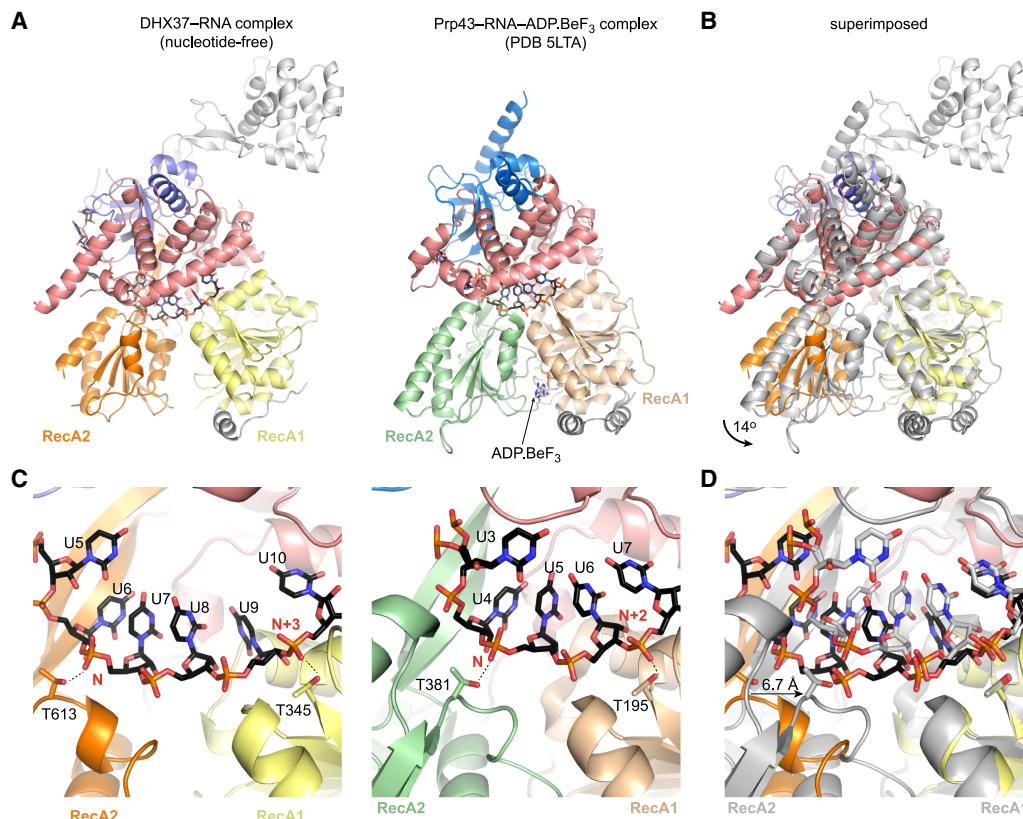 A
DHX37–RNA complex
(nucleotide-free)
Prp43–RNA–ADP.BeF3 complex
(PDB 5LTA)
B
superimposed
RecA2
RecA1
RecA2
RecA1
ADP.BeF3
14o
C
U5
U6
U7
U8
U9
U10
N+3
N
T613
T345
RecA2
RecA1
U3
U4
U5
U6
U7
N+2
N
T381
T195
RecA2
RecA1
D
6.7 Å
RecA2
RecA1